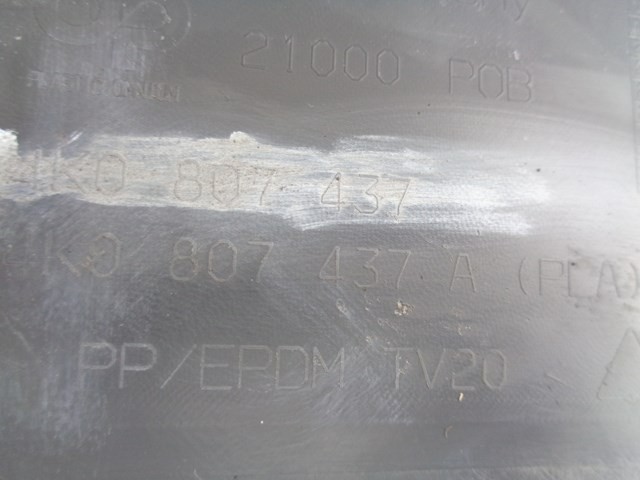 21000 POB
1K0 807 437
1K0 807 437 A (PLA)
PP/EPDM TV20